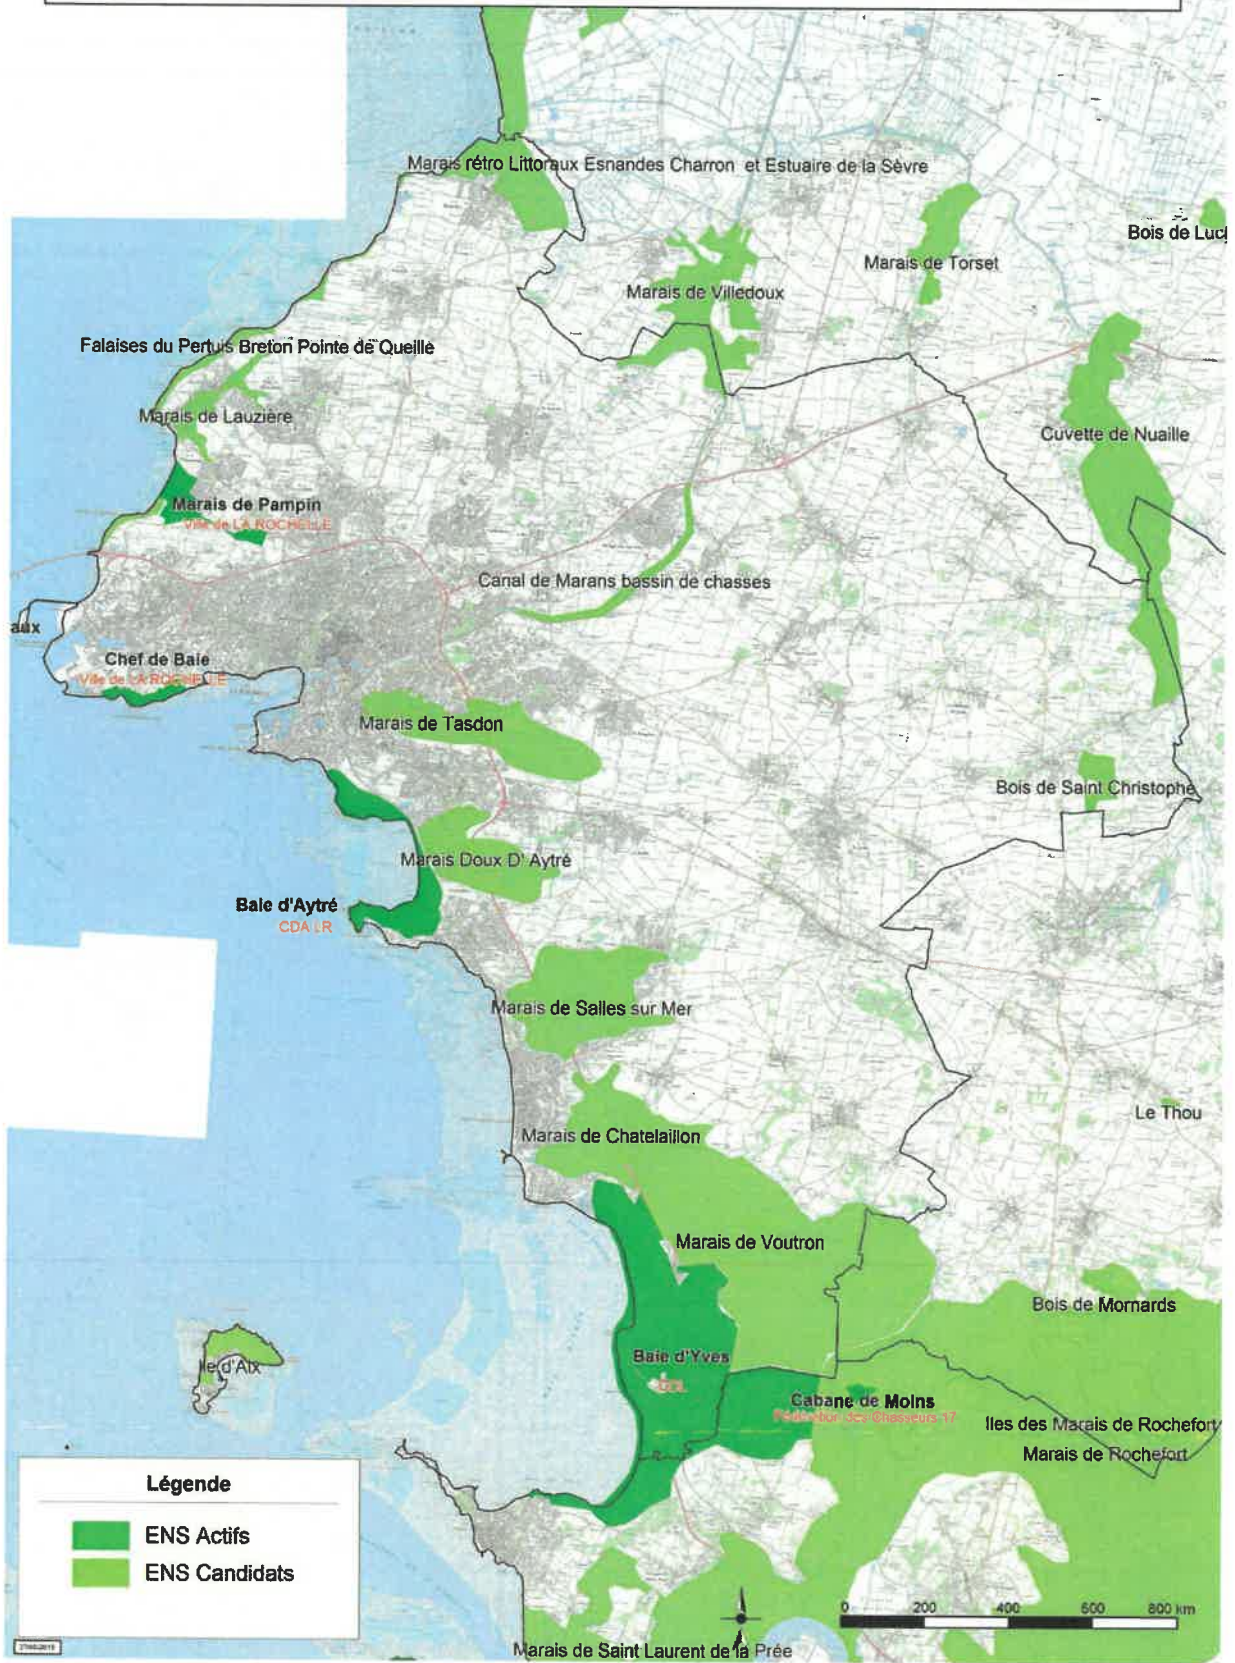 Marais rétro Littoraux Esnandes Charron et Estuaire de la Sèvre
Bois de Luc
Marais de Torset
Marais de Villedoux
Falaises du Pertuis Breton Pointe de Queille
Marais de Lauzière
Cuvette de Nuaille
Marais de Pampin
Ville de LA ROCHELLE
Canal de Marans bassin de chasses
aux
Chef de Baie
Ville de LA ROCHELLE
Marais de Tasdon
Bois de Saint Christophe
Marais Doux D' Aytré
Baie d'Aytré
CDA LR
Marais de Salles sur Mer
Le Thou
Marais de Chatelaillon
Marais de Voutron
Bois de Mornards
Baie d'Yves
Ile d'Aix
Cabane de Moins
Fédération des Chasseurs 17
Iles des Marais de Rochefort
Marais de Rochefort
Légende
ENS Actifs
ENS Candidats
0 200 400 600 800 km
Marais de Saint Laurent de la Prée